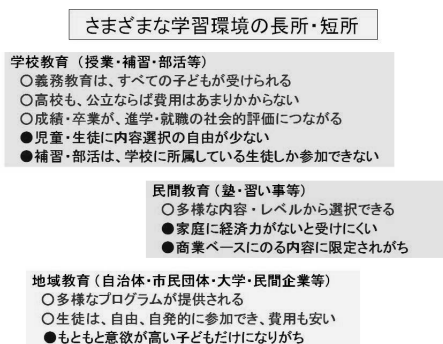 さまざまな学習環境の長所・短所
学校教育（授業・補習・部活等）
○義務教育は、すべての子どもが受けられる
○高校も、公立ならば費用はあまりかからない
○成績・卒業が、進学・就職の社会的評価につながる
●児童・生徒に内容選択の自由が少ない
●補習・部活は、学校に所属している生徒しか参加できない
民間教育（塾・習い事等）
○多様な内容・レベルから選択できる
●家庭に経済力がないと受けにくい
●商業ベースにのる内容に限定されがち
地域教育（自治体・市民団体・大学・民間企業等）
○多様なプログラムが提供される
○生徒は、自由、自発的に参加でき、費用も安い
●もともと意欲が高い子どもだけになりがち